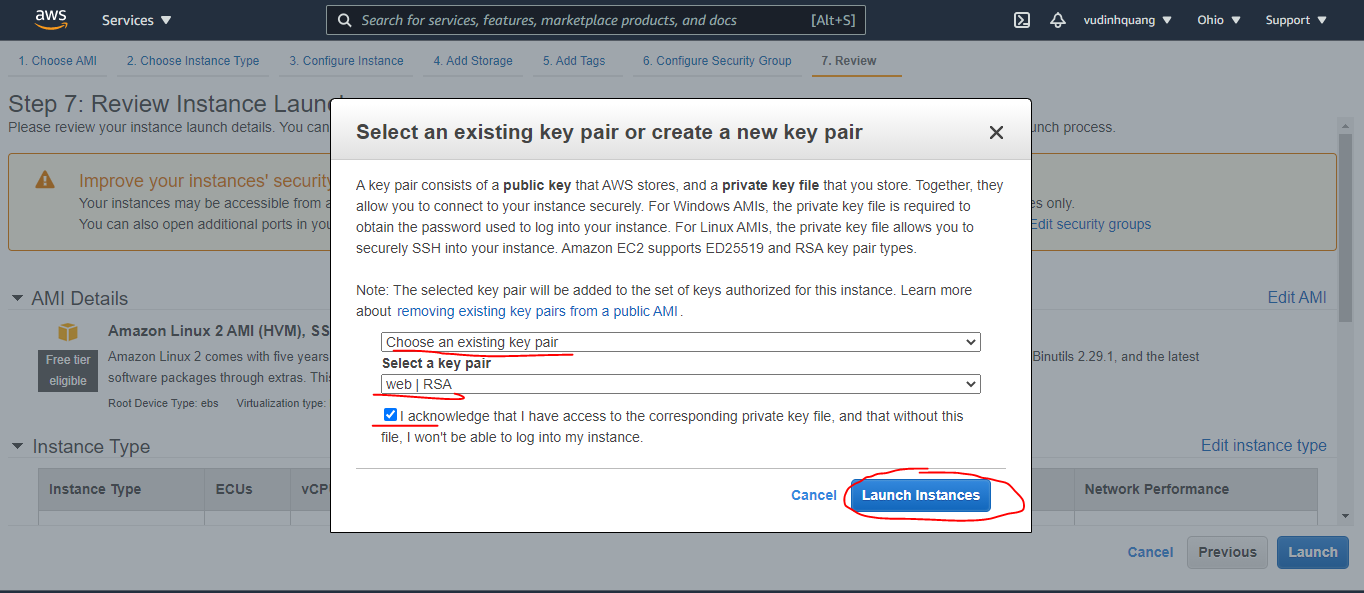 aws Services Search for services, features, marketplace products, and docs [Alt+S] vudinhquang Ohio Support
1. Choose AMI 2. Choose Instance Type 3. Configure Instance 4. Add Storage 5. Add Tags 6. Configure Security Group 7. Review
Step 7: Review Instance Launch
Please review your instance launch details. You can unch process.
Improve your instances' security
Your instances may be accessible from a es only.
You can also open additional ports in you Edit security groups
AMI Details Edit AMI
Amazon Linux 2 AMI (HVM), SS
Free tier
eligible
Amazon Linux 2 comes with five years Binutils 2.29.1, and the latest
software packages through extras. This
Root Device Type: ebs Virtualization type:
Instance Type Edit instance type
Instance Type ECUs vCP Network Performance
Select an existing key pair or create a new key pair
A key pair consists of a public key that AWS stores, and a private key file that you store. Together, they
allow you to connect to your instance securely. For Windows AMIs, the private key file is required to
obtain the password used to log into your instance. For Linux AMIs, the private key file allows you to
securely SSH into your instance. Amazon EC2 supports ED25519 and RSA key pair types.
Note: The selected key pair will be added to the set of keys authorized for this instance. Learn more
about removing existing key pairs from a public AMI.
Choose an existing key pair
Select a key pair
web | RSA
I acknowledge that I have access to the corresponding private key file, and that without this
file, I won't be able to log into my instance.
Cancel Launch Instances
Cancel Previous Launch